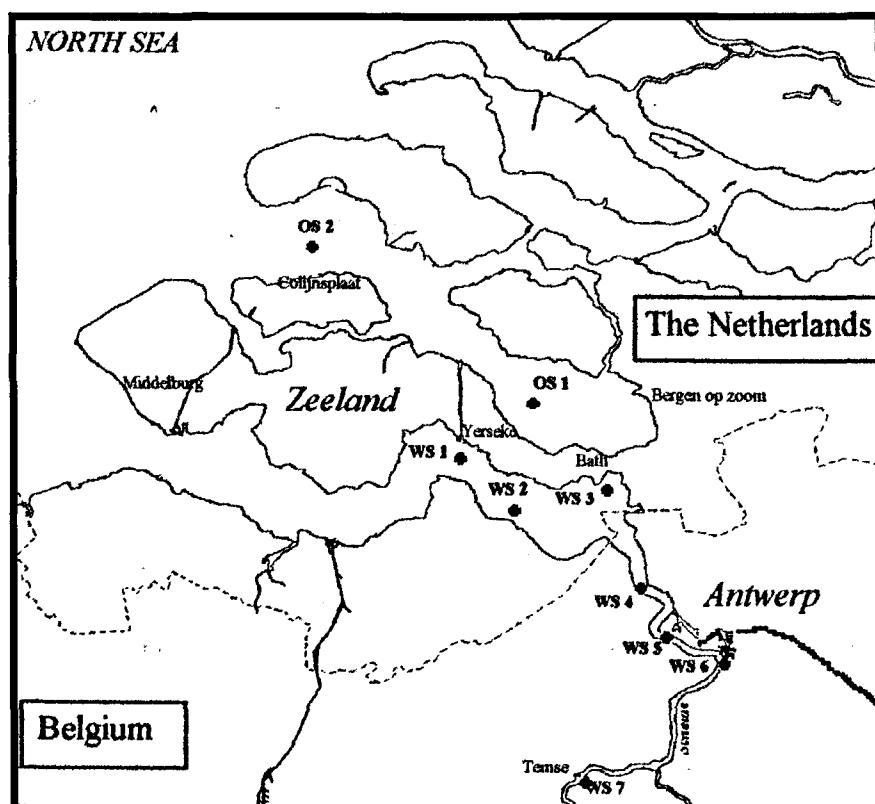 NORTH SEA
OS 2
Colijnsplaat
The Netherlands
Middelburg
Zeeland
OS 1
Bergen op zoom
Yerseke
WS 1
Bath
WS 2
WS 3
WS 4
Antwerp
WS 5
WS 6
Belgium
Temse
WS 7